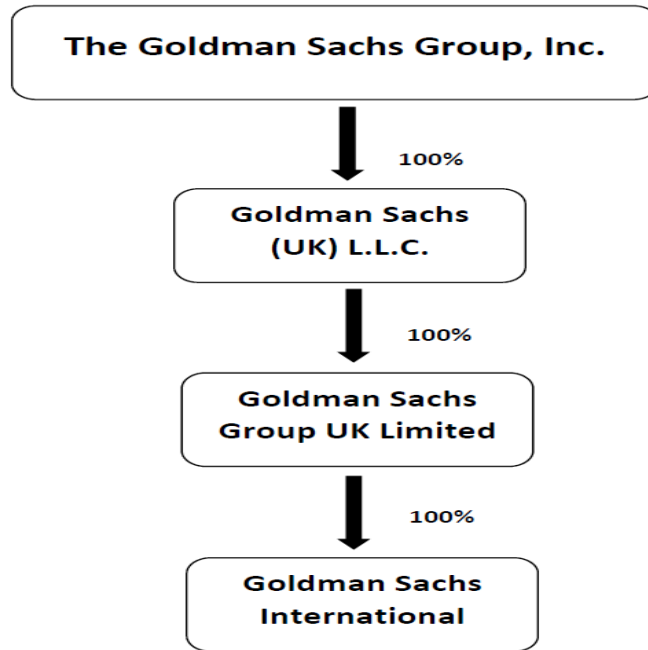 The Goldman Sachs Group, Inc.
100%
Goldman Sachs
(UK) L.L.C.
100%
Goldman Sachs
Group UK Limited
100%
Goldman Sachs
International